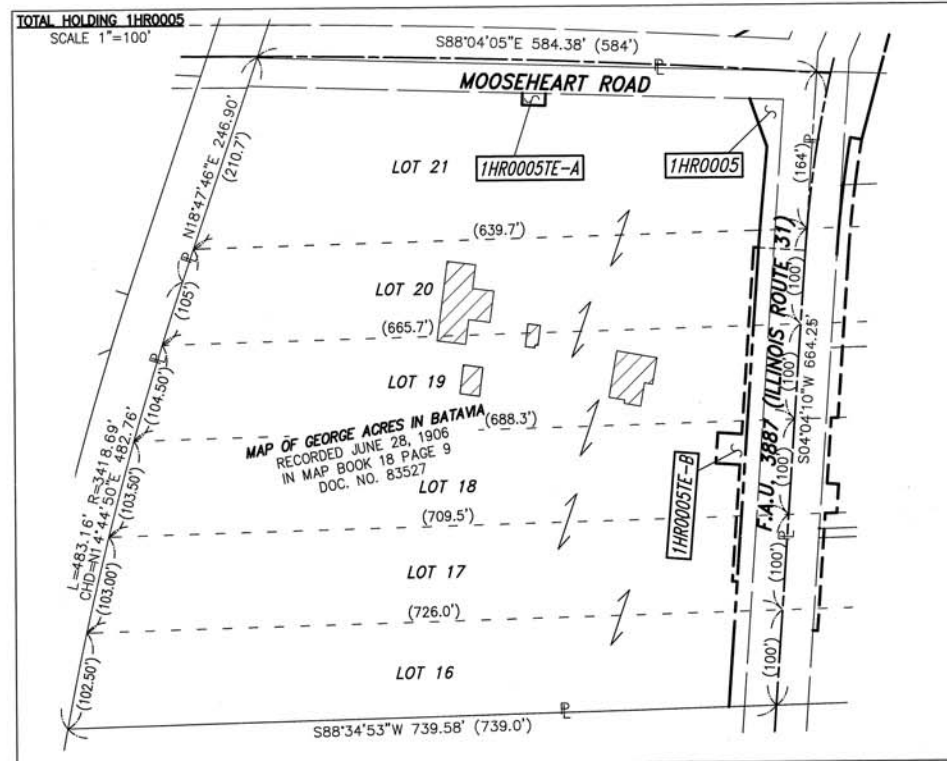 TOTAL HOLDING 1HR0005
SCALE 1"=100'
S88°04'05"E 584.38' (584')
MOOSEHEART ROAD
N18°47'46"E 246.90'
(210.7')
LOT 21
1HR0005TE-A
1HR0005
(164')
(639.7')
(105')
LOT 20
(100')
(665.7')
(104.50')
LOT 19
(100')
F.A.U. 3887 (ILLINOIS ROUTE 31)
S04°04'10"W 664.25'
MAP OF GEORGE ACRES IN BATAVIA
RECORDED JUNE 28, 1906
IN MAP BOOK 18 PAGE 9
DOC. NO. 83527
(688.3')
L=483.16' R=3418.69'
CHD=N14°44'50"E 482.76'
(103.50')
LOT 18
(100')
1HR0005TE-B
(709.5')
(103.00')
LOT 17
(100')
(726.0')
(102.50')
LOT 16
(100')
S88°34'53"W 739.58' (739.0')